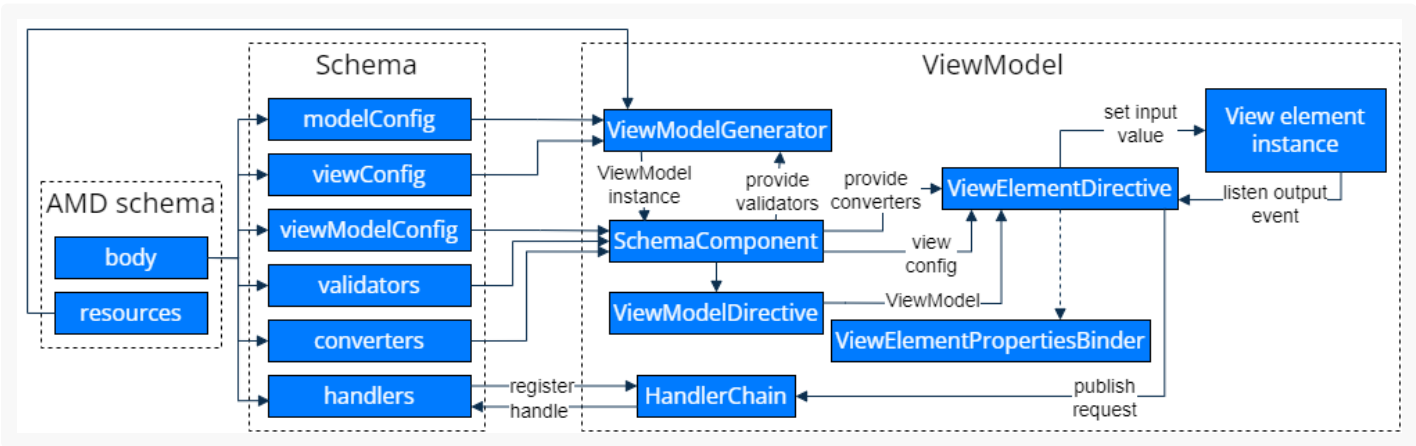 Schema
ViewModel
modelConfig
viewConfig
viewModelConfig
validators
converters
handlers
AMD schema
body
resources
ViewModelGenerator
ViewModel
instance
provide
validators
SchemaComponent
provide
converters
view
config
ViewModelDirective
ViewModel
ViewElementDirective
set input
value
View element
instance
listen output
event
ViewElementPropertiesBinder
register
handle
HandlerChain
publish
request